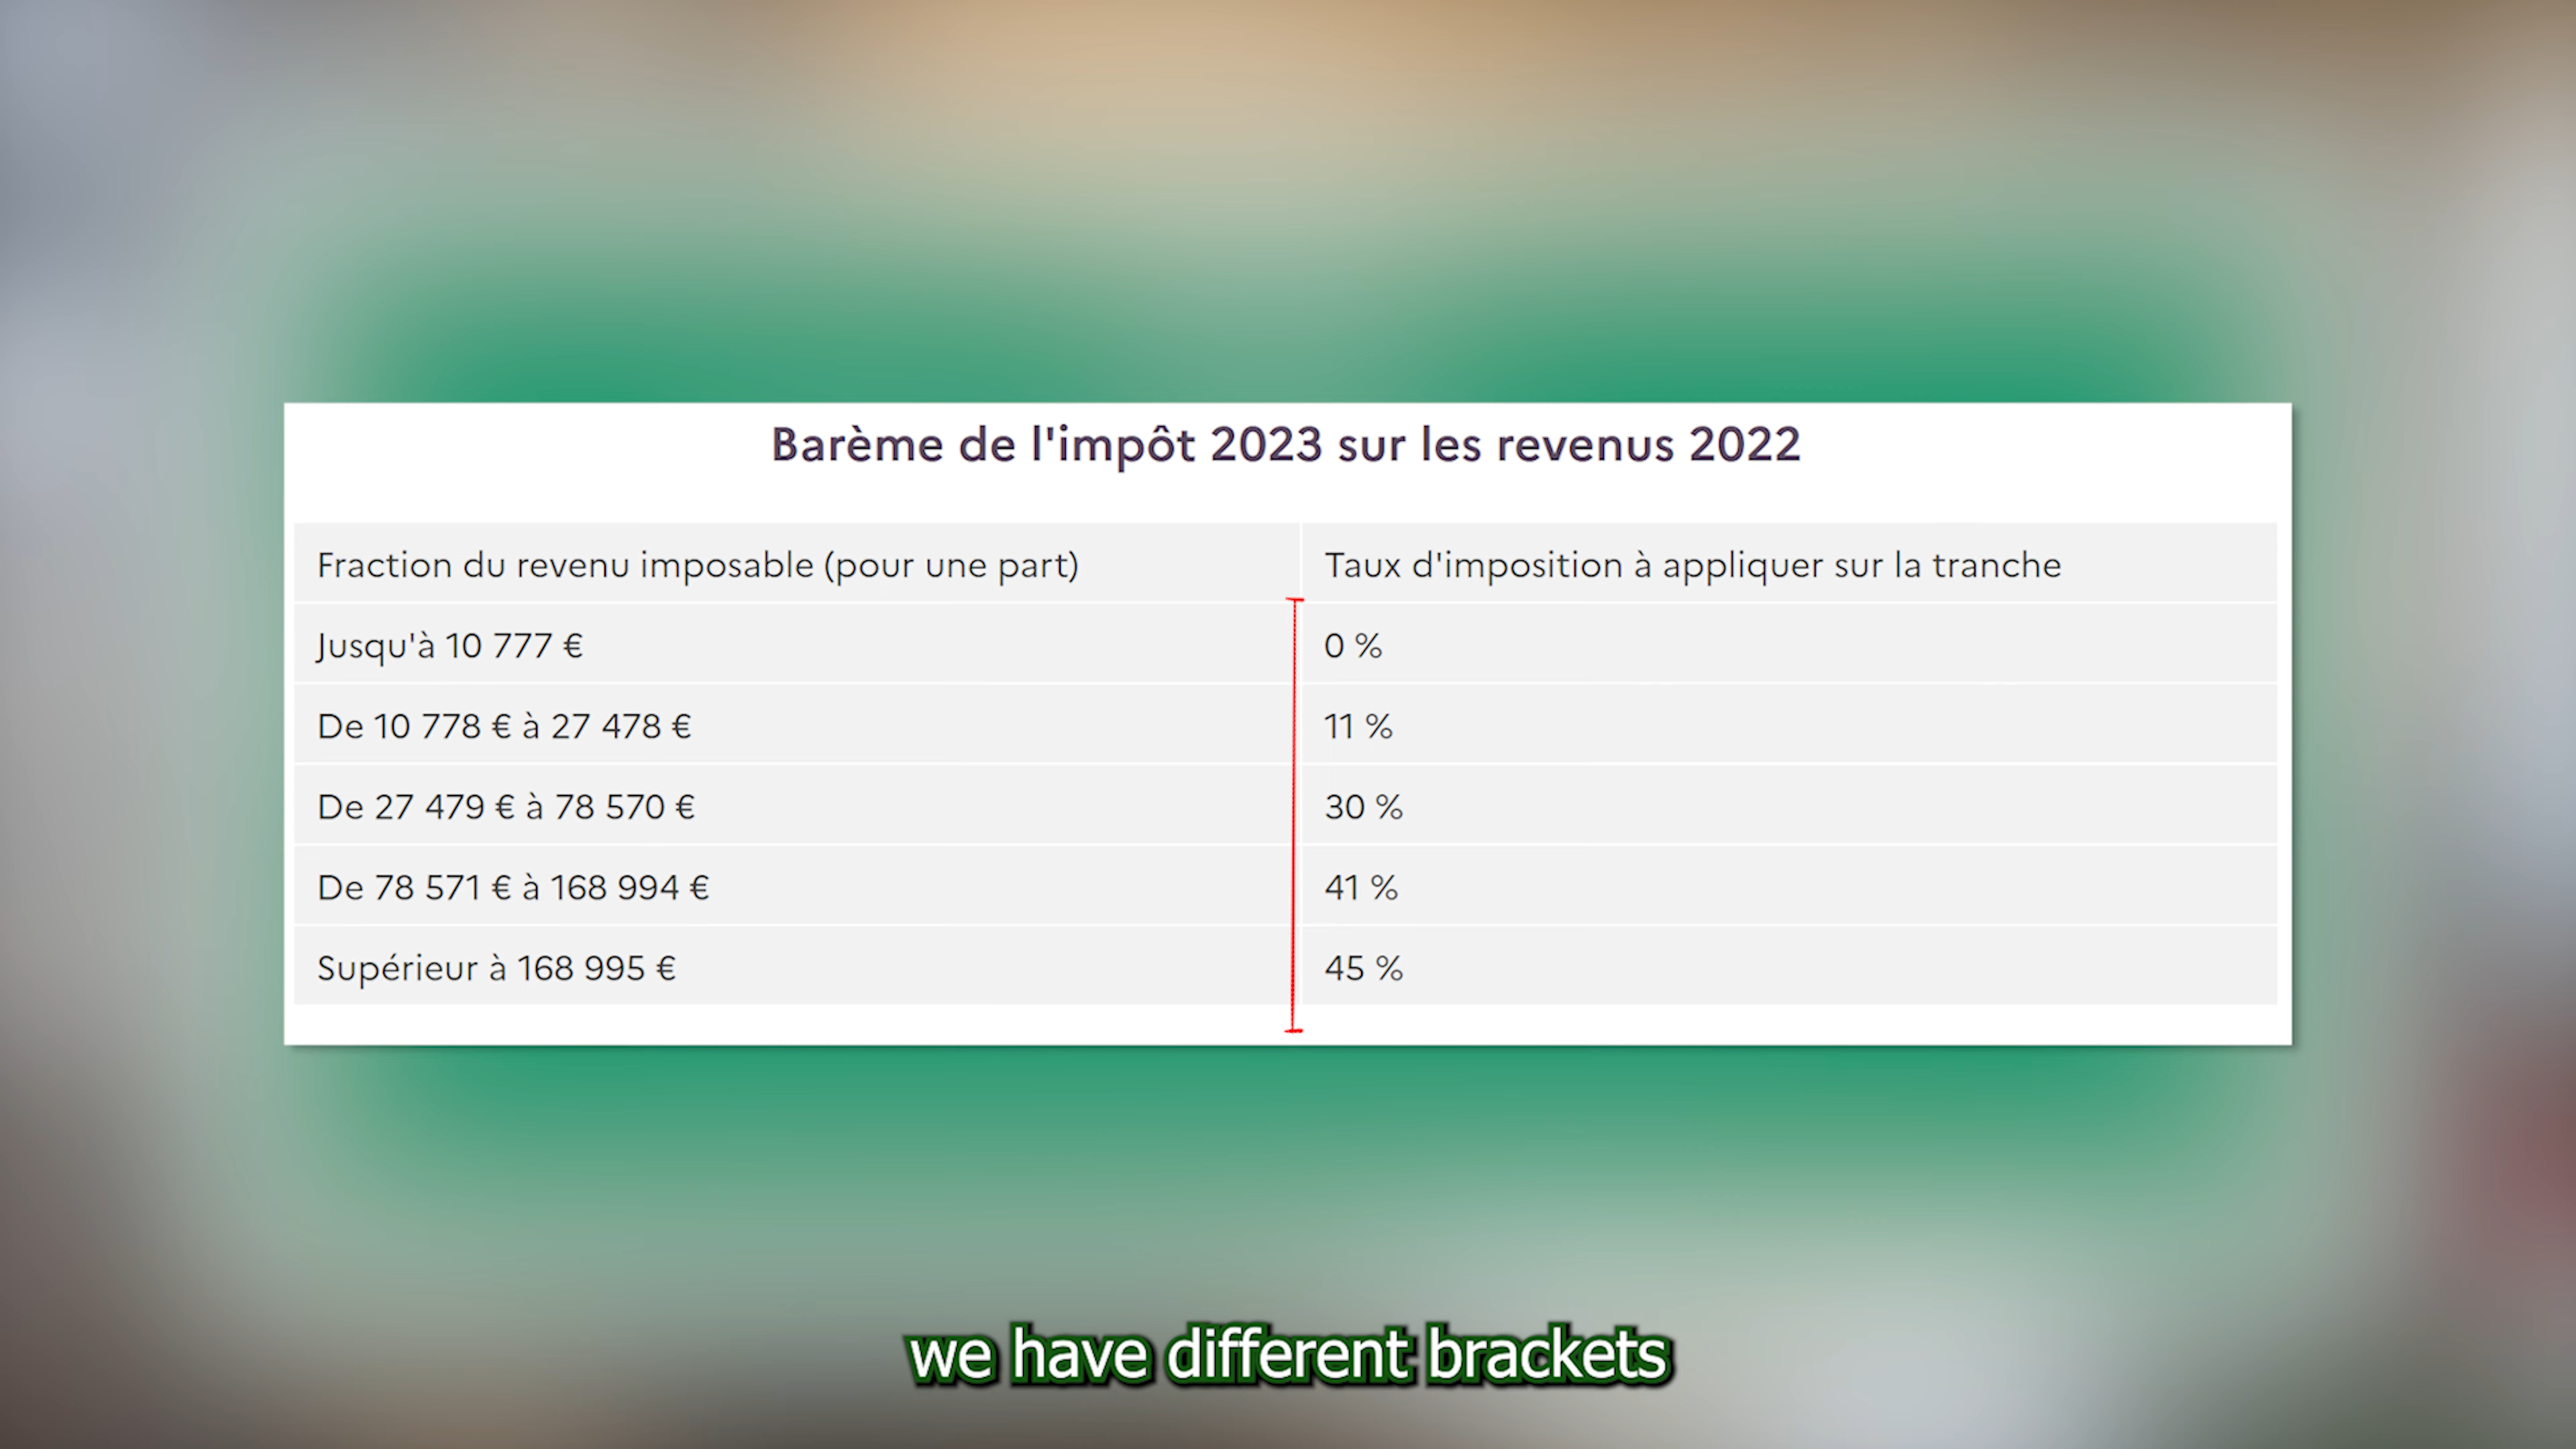 Barème de l'impôt 2023 sur les revenus 2022
Fraction du revenu imposable (pour une part) Taux d'imposition à appliquer sur la tranche
Jusqu'à 10 777 € 0 %
De 10 778 € à 27 478 € 11 %
De 27 479 € à 78 570 € 30 %
De 78 571 € à 168 994 € 41 %
Supérieur à 168 995 € 45 %
we have different brackets